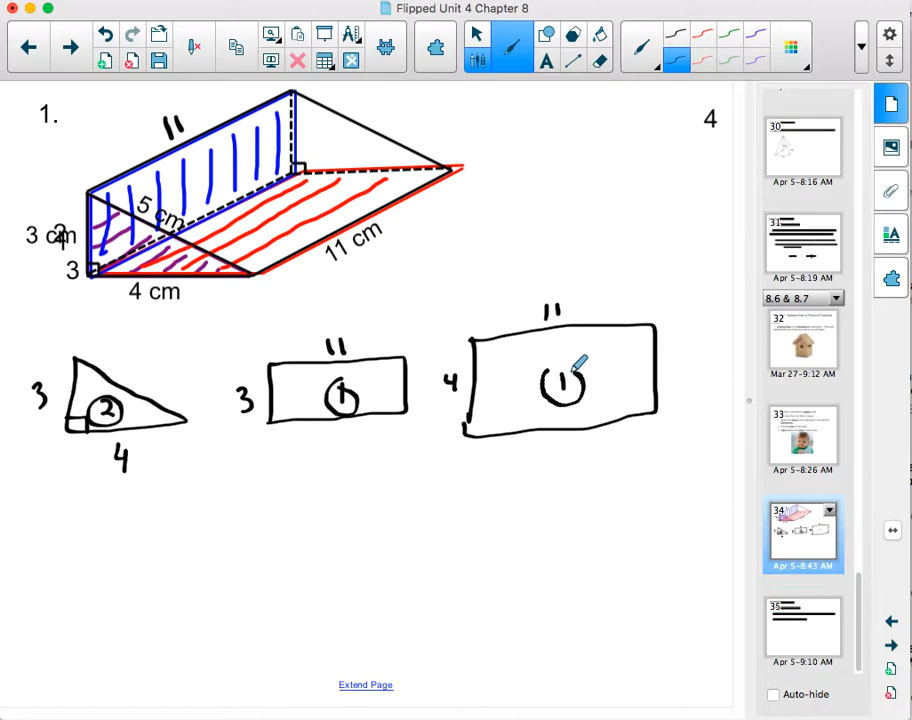 Flipped Unit 4 Chapter 8
1.
11
4
5 cm
3 cm
3
4 cm
11 cm
3
2
4
11
3
1
11
4
1
Extend Page
30
Apr 5-8:16 AM
31
Apr 5-8:19 AM
8.6 & 8.7
32
Mar 27-9:12 AM
33
Apr 5-8:26 AM
34
Apr 5-8:43 AM
35
Apr 5-9:10 AM
Auto-hide